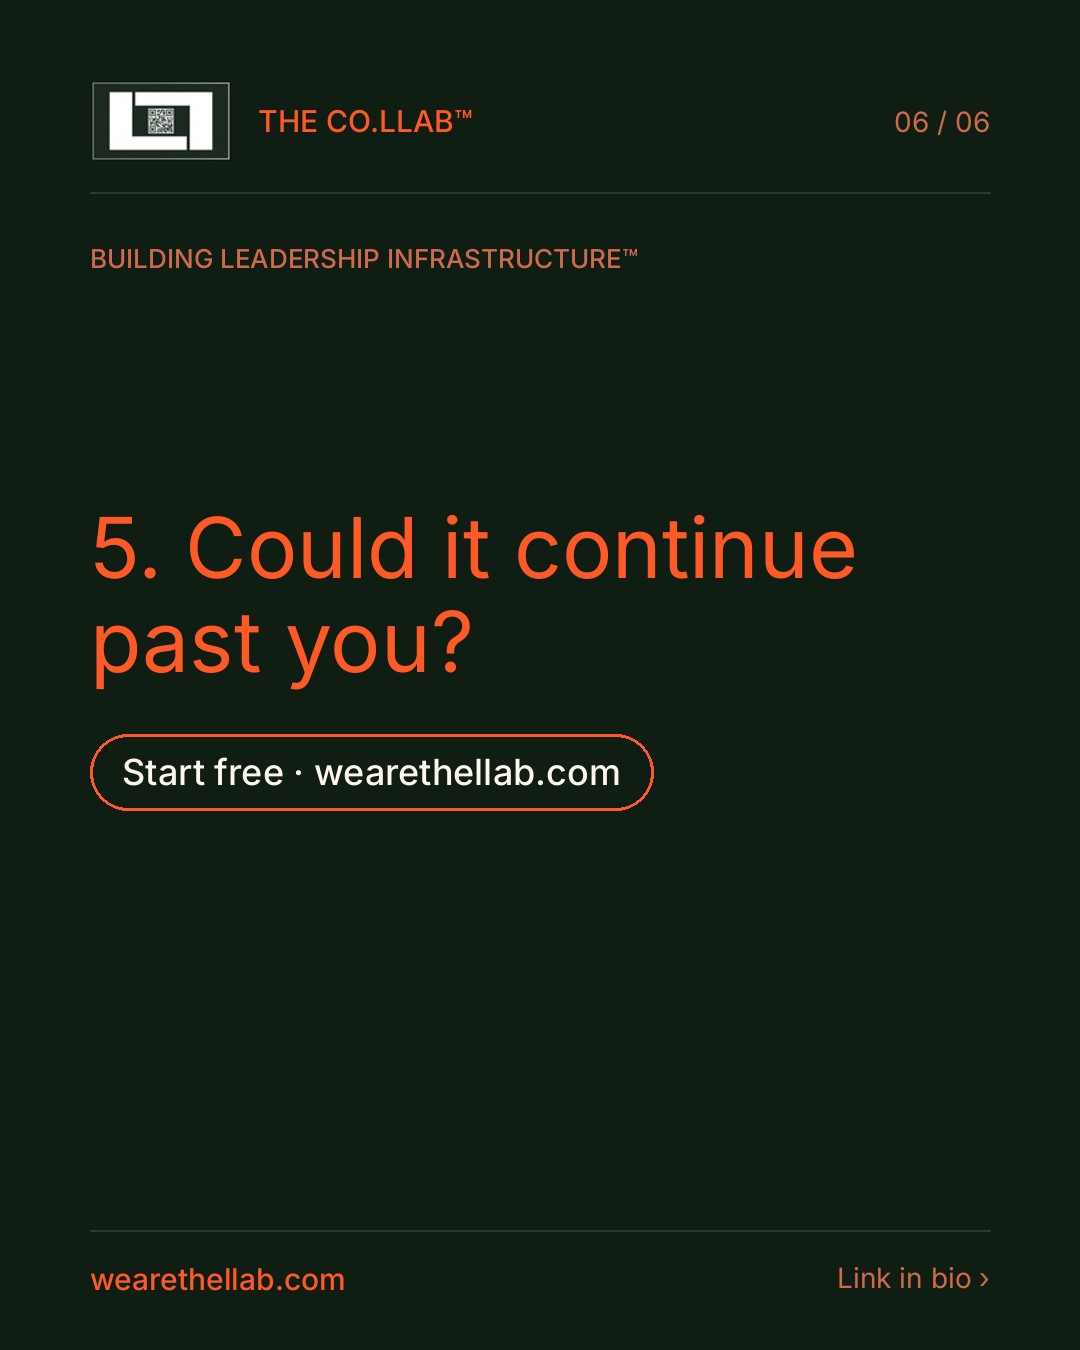 THE CO.LLAB™
06 / 06
BUILDING LEADERSHIP INFRASTRUCTURE™
5. Could it continue
past you?
Start free · wearethellab.com
wearethellab.com
Link in bio ›